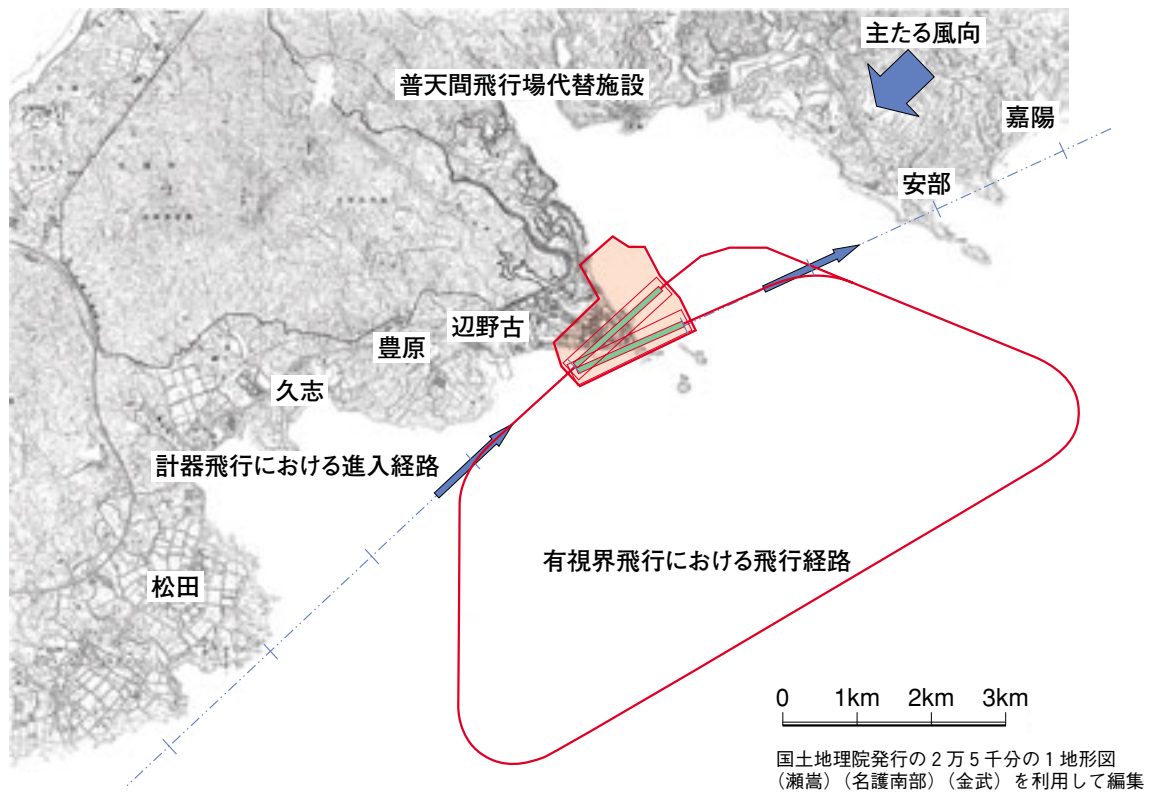 主たる風向
普天間飛行場代替施設
嘉陽
安部
辺野古
豊原
久志
計器飛行における進入経路
有視界飛行における飛行経路
松田
0 1km 2km 3km
国土地理院発行の2万5千分の1地形図
(瀬嵩)(名護南部)(金武)を利用して編集